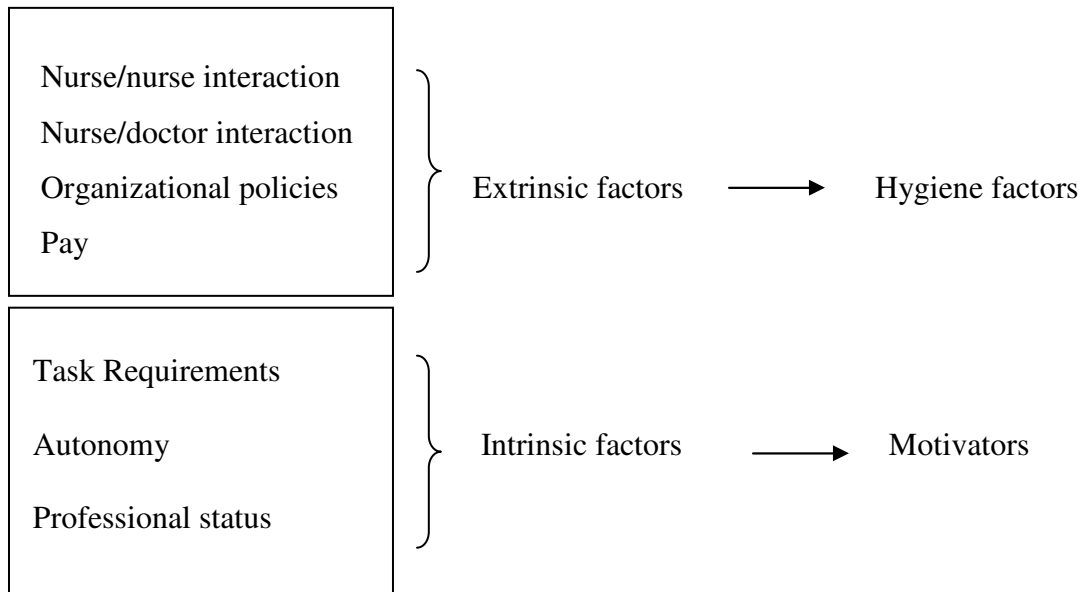 Nurse/nurse interaction
Nurse/doctor interaction
Organizational policies
Pay
Extrinsic factors
Hygiene factors
Task Requirements
Autonomy
Professional status
Intrinsic factors
Motivators